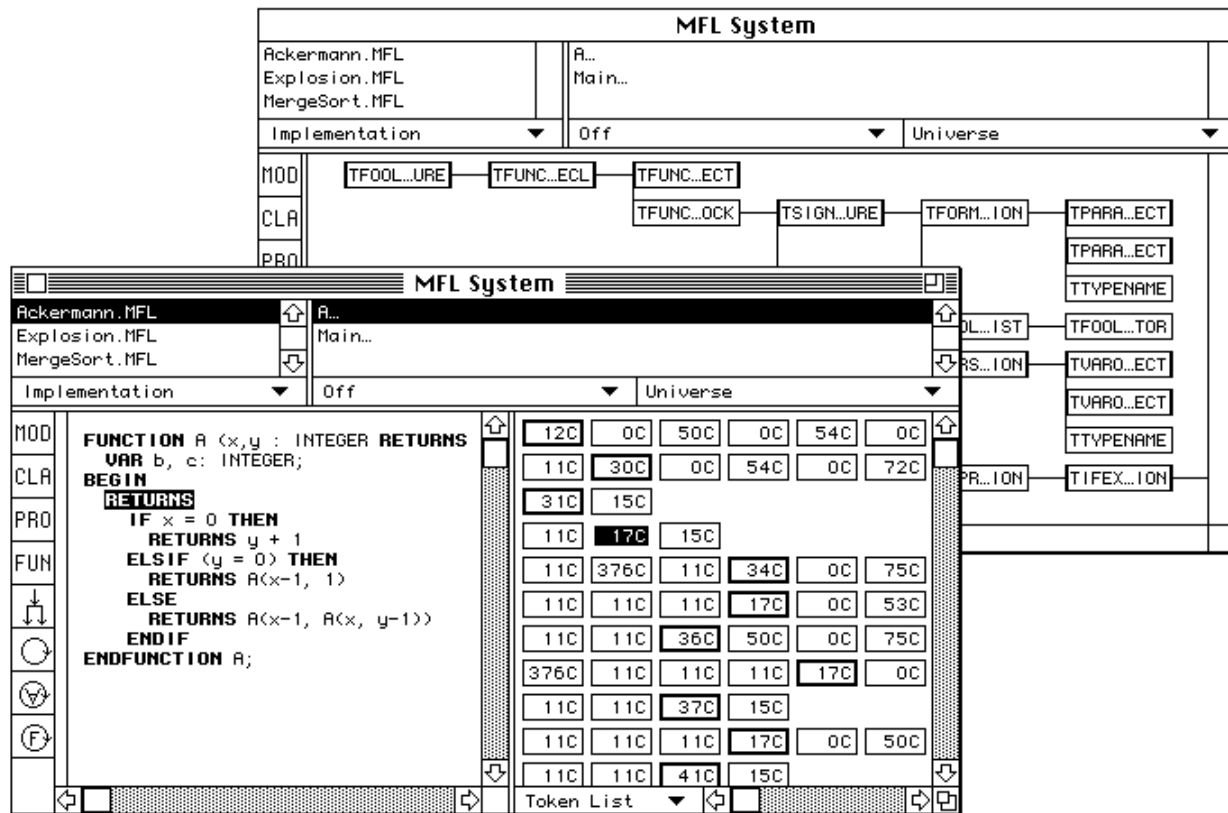 MFL System
Ackermann.MFL A…
Explosion.MFL Main…
MergeSort.MFL
Implementation Off Universe
MOD TFOOL…URE TFUNC…ECL TFUNC…ECT
CLA TFUNC…OCK TSIGN…URE TFORM…ION TPARA…ECT
PRO TPARA…ECT
TTYPENAME
OL…IST TFOOL…TOR
RS…ION TVARO…ECT
TVARO…ECT
TTYPENAME
PR…ION TIFEX…ION
MFL System
Ackermann.MFL A…
Explosion.MFL Main…
MergeSort.MFL
Implementation Off Universe
MOD
CLA
PRO
FUN
F
FUNCTION A (x,y : INTEGER RETURNS
VAR b, c: INTEGER;
BEGIN
RETURNS
IF x = 0 THEN
RETURNS y + 1
ELSIF (y = 0) THEN
RETURNS A(x-1, 1)
ELSE
RETURNS A(x-1, A(x, y-1))
ENDIF
ENDFUNCTION A;
12C 0C 50C 0C 54C 0C
11C 30C 0C 54C 0C 72C
31C 15C
11C 17C 15C
11C 376C 11C 34C 0C 75C
11C 11C 11C 17C 0C 53C
11C 11C 36C 50C 0C 75C
376C 11C 11C 11C 17C 0C
11C 11C 37C 15C
11C 11C 11C 17C 0C 50C
11C 11C 41C 15C
Token List